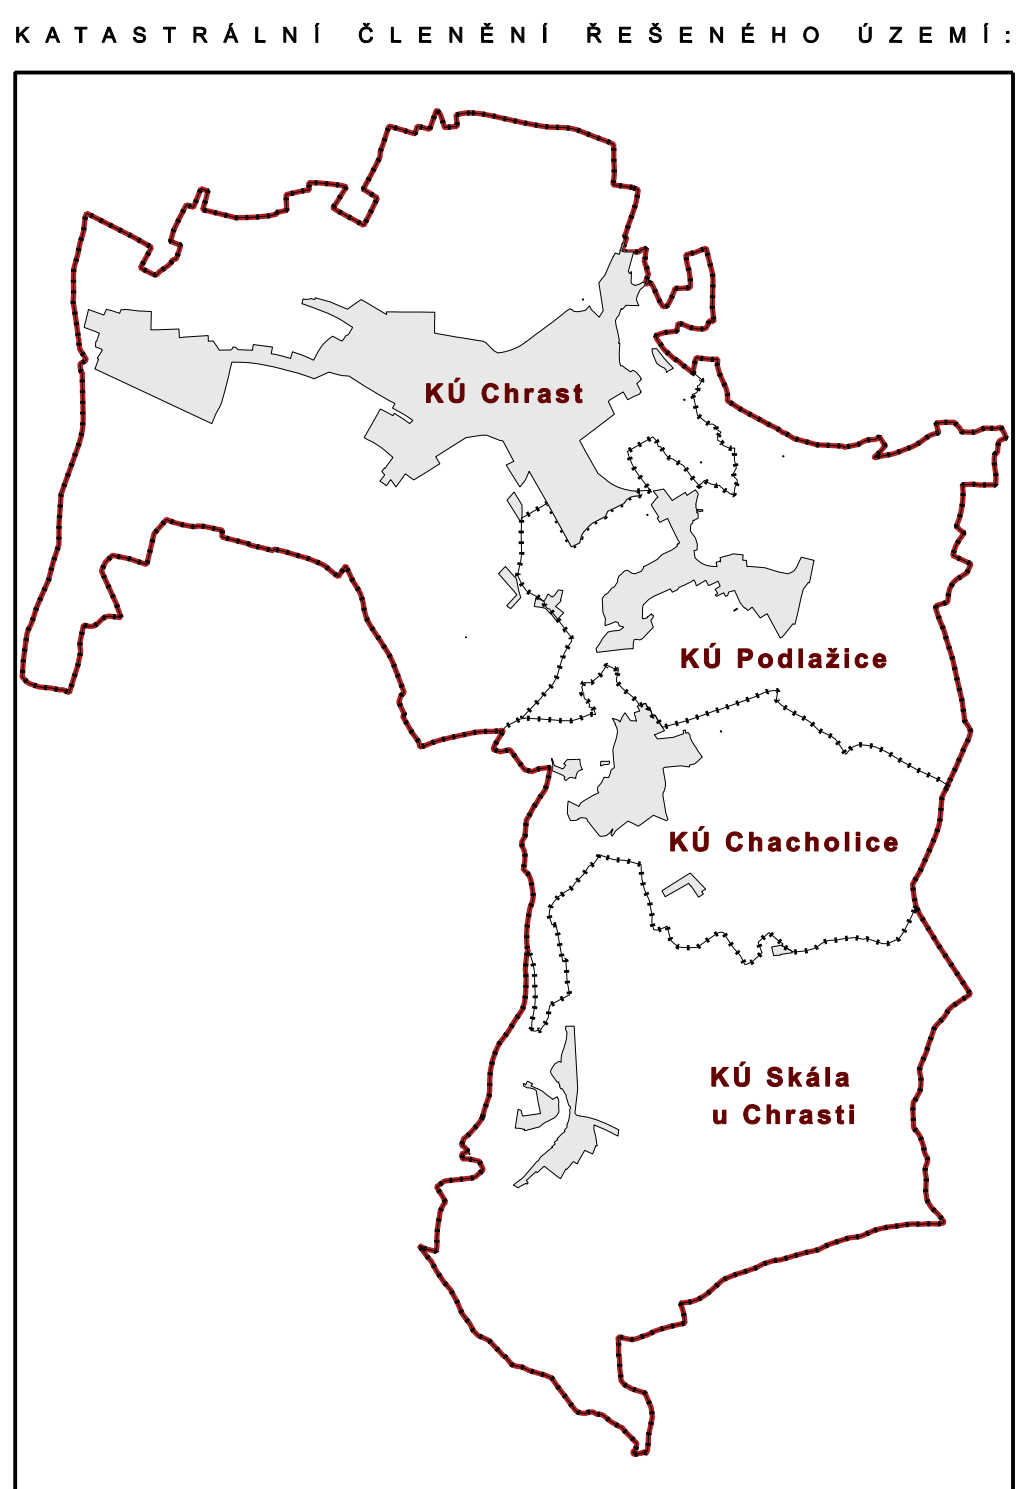 KATASTRÁLNÍ ČLENĚNÍ ŘEŠENÉHO ÚZEMÍ:
KÚ Chrast
KÚ Podlažice
KÚ Chacholice
KÚ Skála
u Chrasti